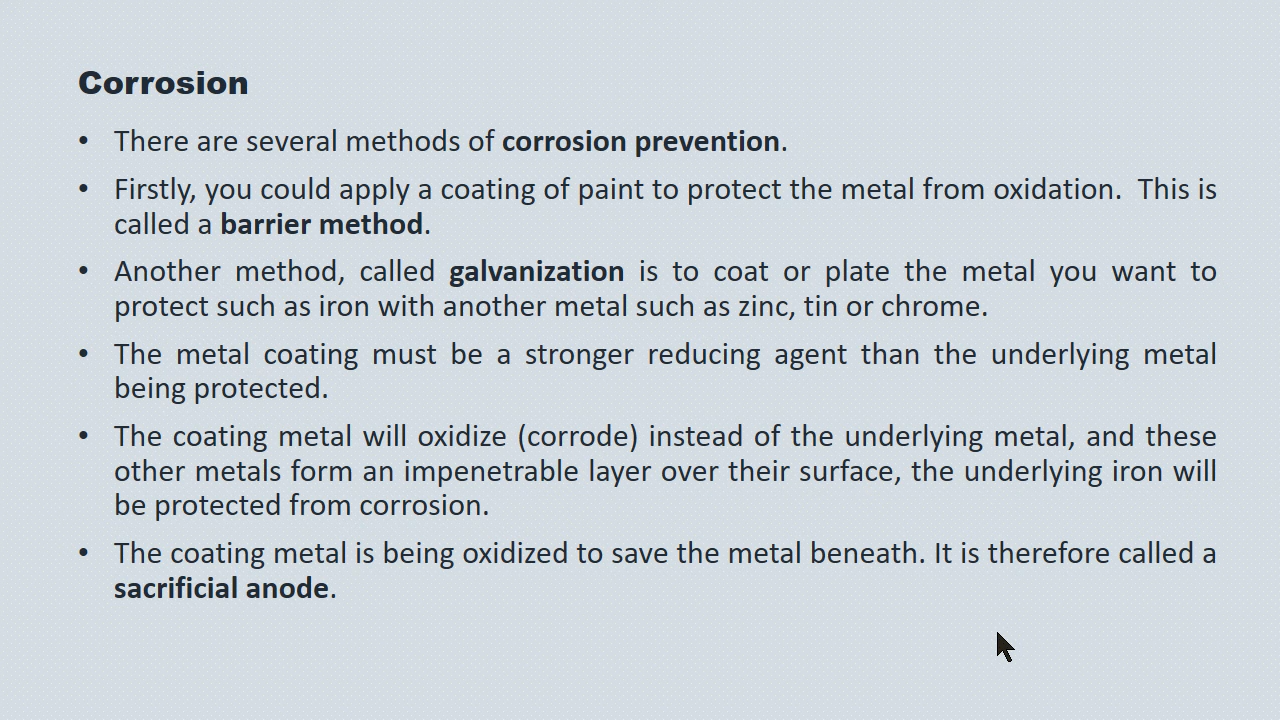 Corrosion
• There are several methods of corrosion prevention.
• Firstly, you could apply a coating of paint to protect the metal from oxidation.  This is
called a barrier method.
• Another method, called galvanization is to coat or plate the metal you want to
protect such as iron with another metal such as zinc, tin or chrome.
• The metal coating must be a stronger reducing agent than the underlying metal
being protected.
• The coating metal will oxidize (corrode) instead of the underlying metal, and these
other metals form an impenetrable layer over their surface, the underlying iron will
be protected from corrosion.
• The coating metal is being oxidized to save the metal beneath. It is therefore called a
sacrificial anode.